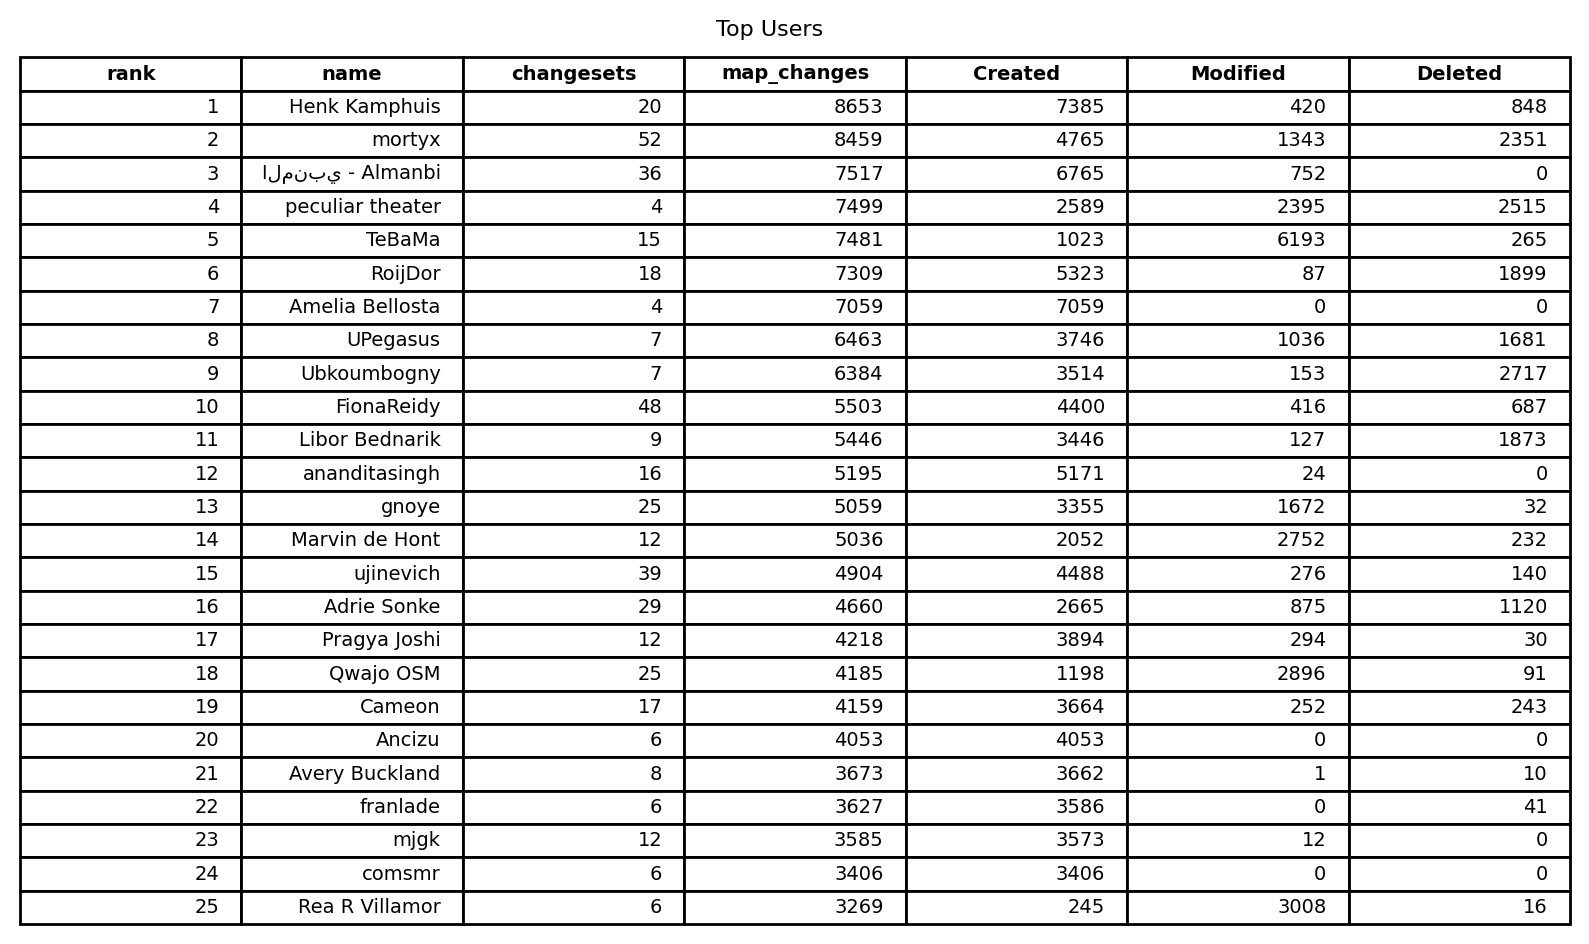 Top Users
rank name changesets map_changes Created Modified Deleted
1 Henk Kamphuis 20 8653 7385 420 848
2 mortyx 52 8459 4765 1343 2351
3 المنبي - Almanbi 36 7517 6765 752 0
4 peculiar theater 4 7499 2589 2395 2515
5 TeBaMa 15 7481 1023 6193 265
6 RoijDor 18 7309 5323 87 1899
7 Amelia Bellosta 4 7059 7059 0 0
8 UPegasus 7 6463 3746 1036 1681
9 Ubkoumbogny 7 6384 3514 153 2717
10 FionaReidy 48 5503 4400 416 687
11 Libor Bednarik 9 5446 3446 127 1873
12 ananditasingh 16 5195 5171 24 0
13 gnoye 25 5059 3355 1672 32
14 Marvin de Hont 12 5036 2052 2752 232
15 ujinevich 39 4904 4488 276 140
16 Adrie Sonke 29 4660 2665 875 1120
17 Pragya Joshi 12 4218 3894 294 30
18 Qwajo OSM 25 4185 1198 2896 91
19 Cameon 17 4159 3664 252 243
20 Ancizu 6 4053 4053 0 0
21 Avery Buckland 8 3673 3662 1 10
22 franlade 6 3627 3586 0 41
23 mjgk 12 3585 3573 12 0
24 comsmr 6 3406 3406 0 0
25 Rea R Villamor 6 3269 245 3008 16